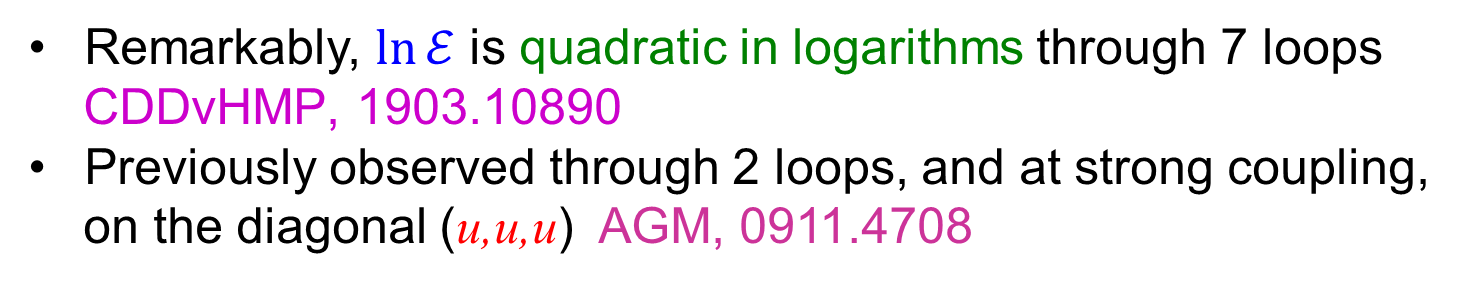 • Remarkably, ln ℰ is quadratic in logarithms through 7 loops
CDDvHMP, 1903.10890
• Previously observed through 2 loops, and at strong coupling,
on the diagonal (u,u,u) AGM, 0911.4708